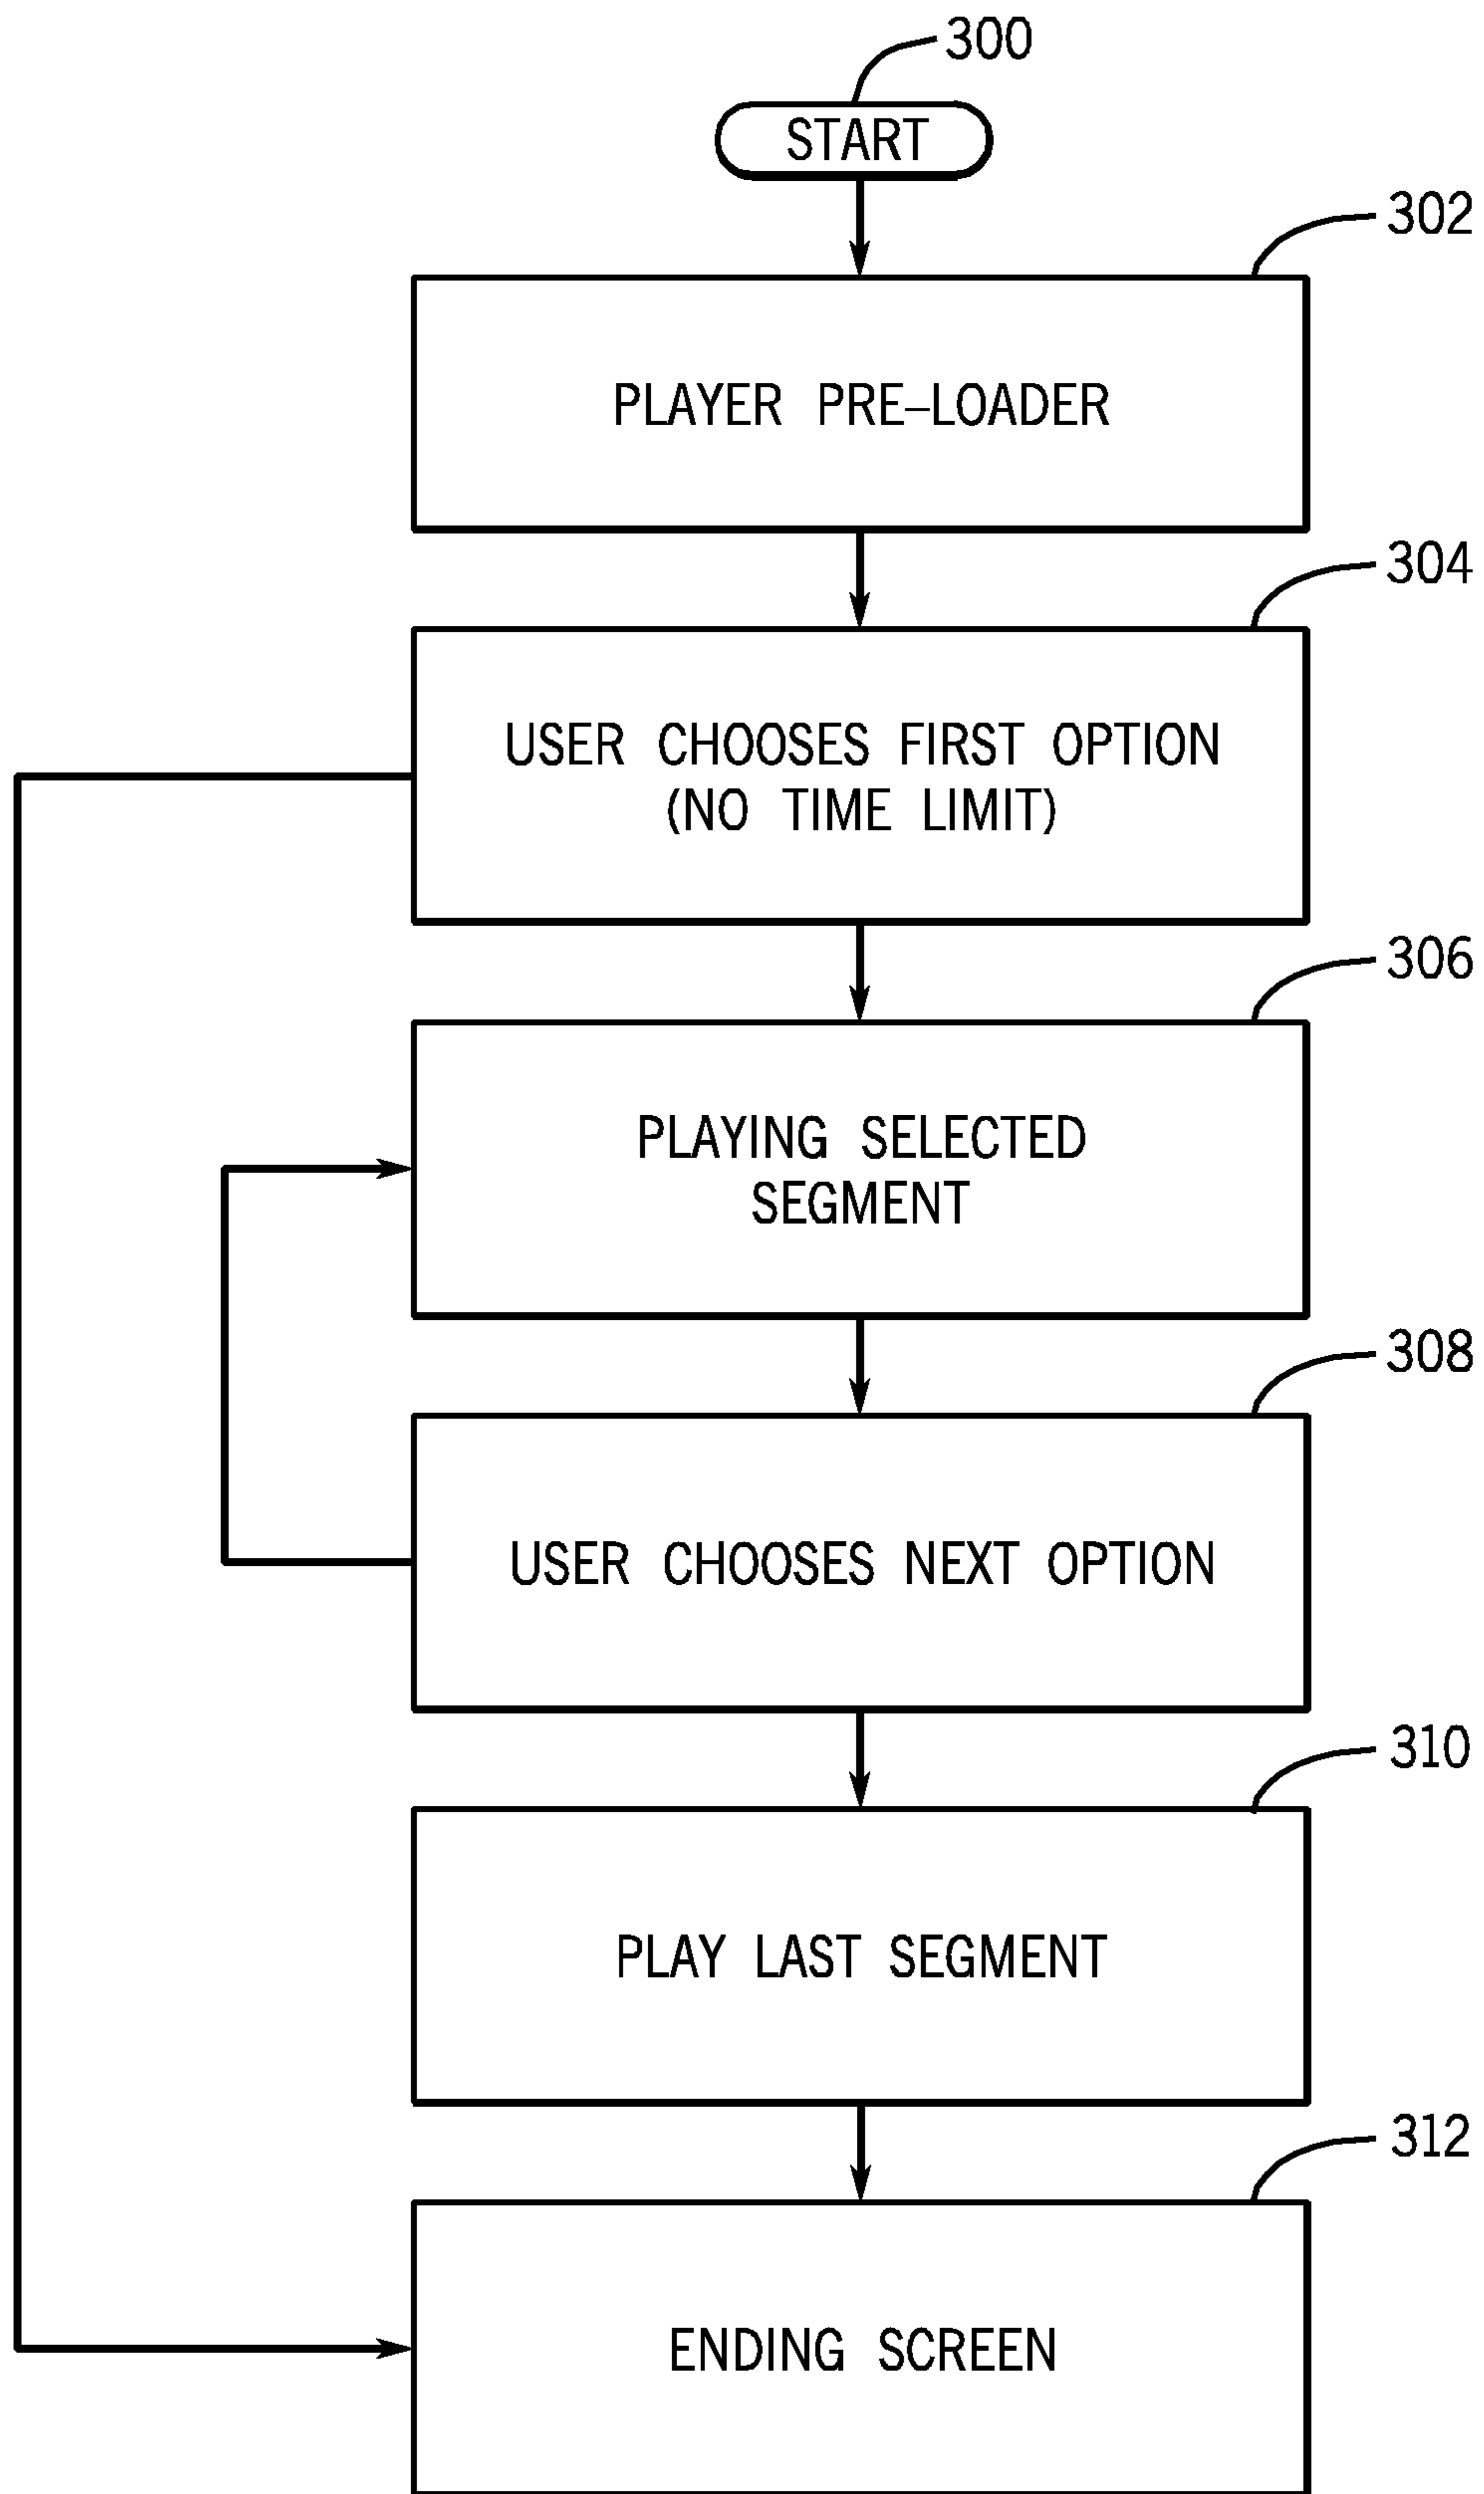 300
START
302
PLAYER PRE-LOADER
304
USER CHOOSES FIRST OPTION
(NO TIME LIMIT)
306
PLAYING SELECTED
SEGMENT
308
USER CHOOSES NEXT OPTION
310
PLAY LAST SEGMENT
312
ENDING SCREEN